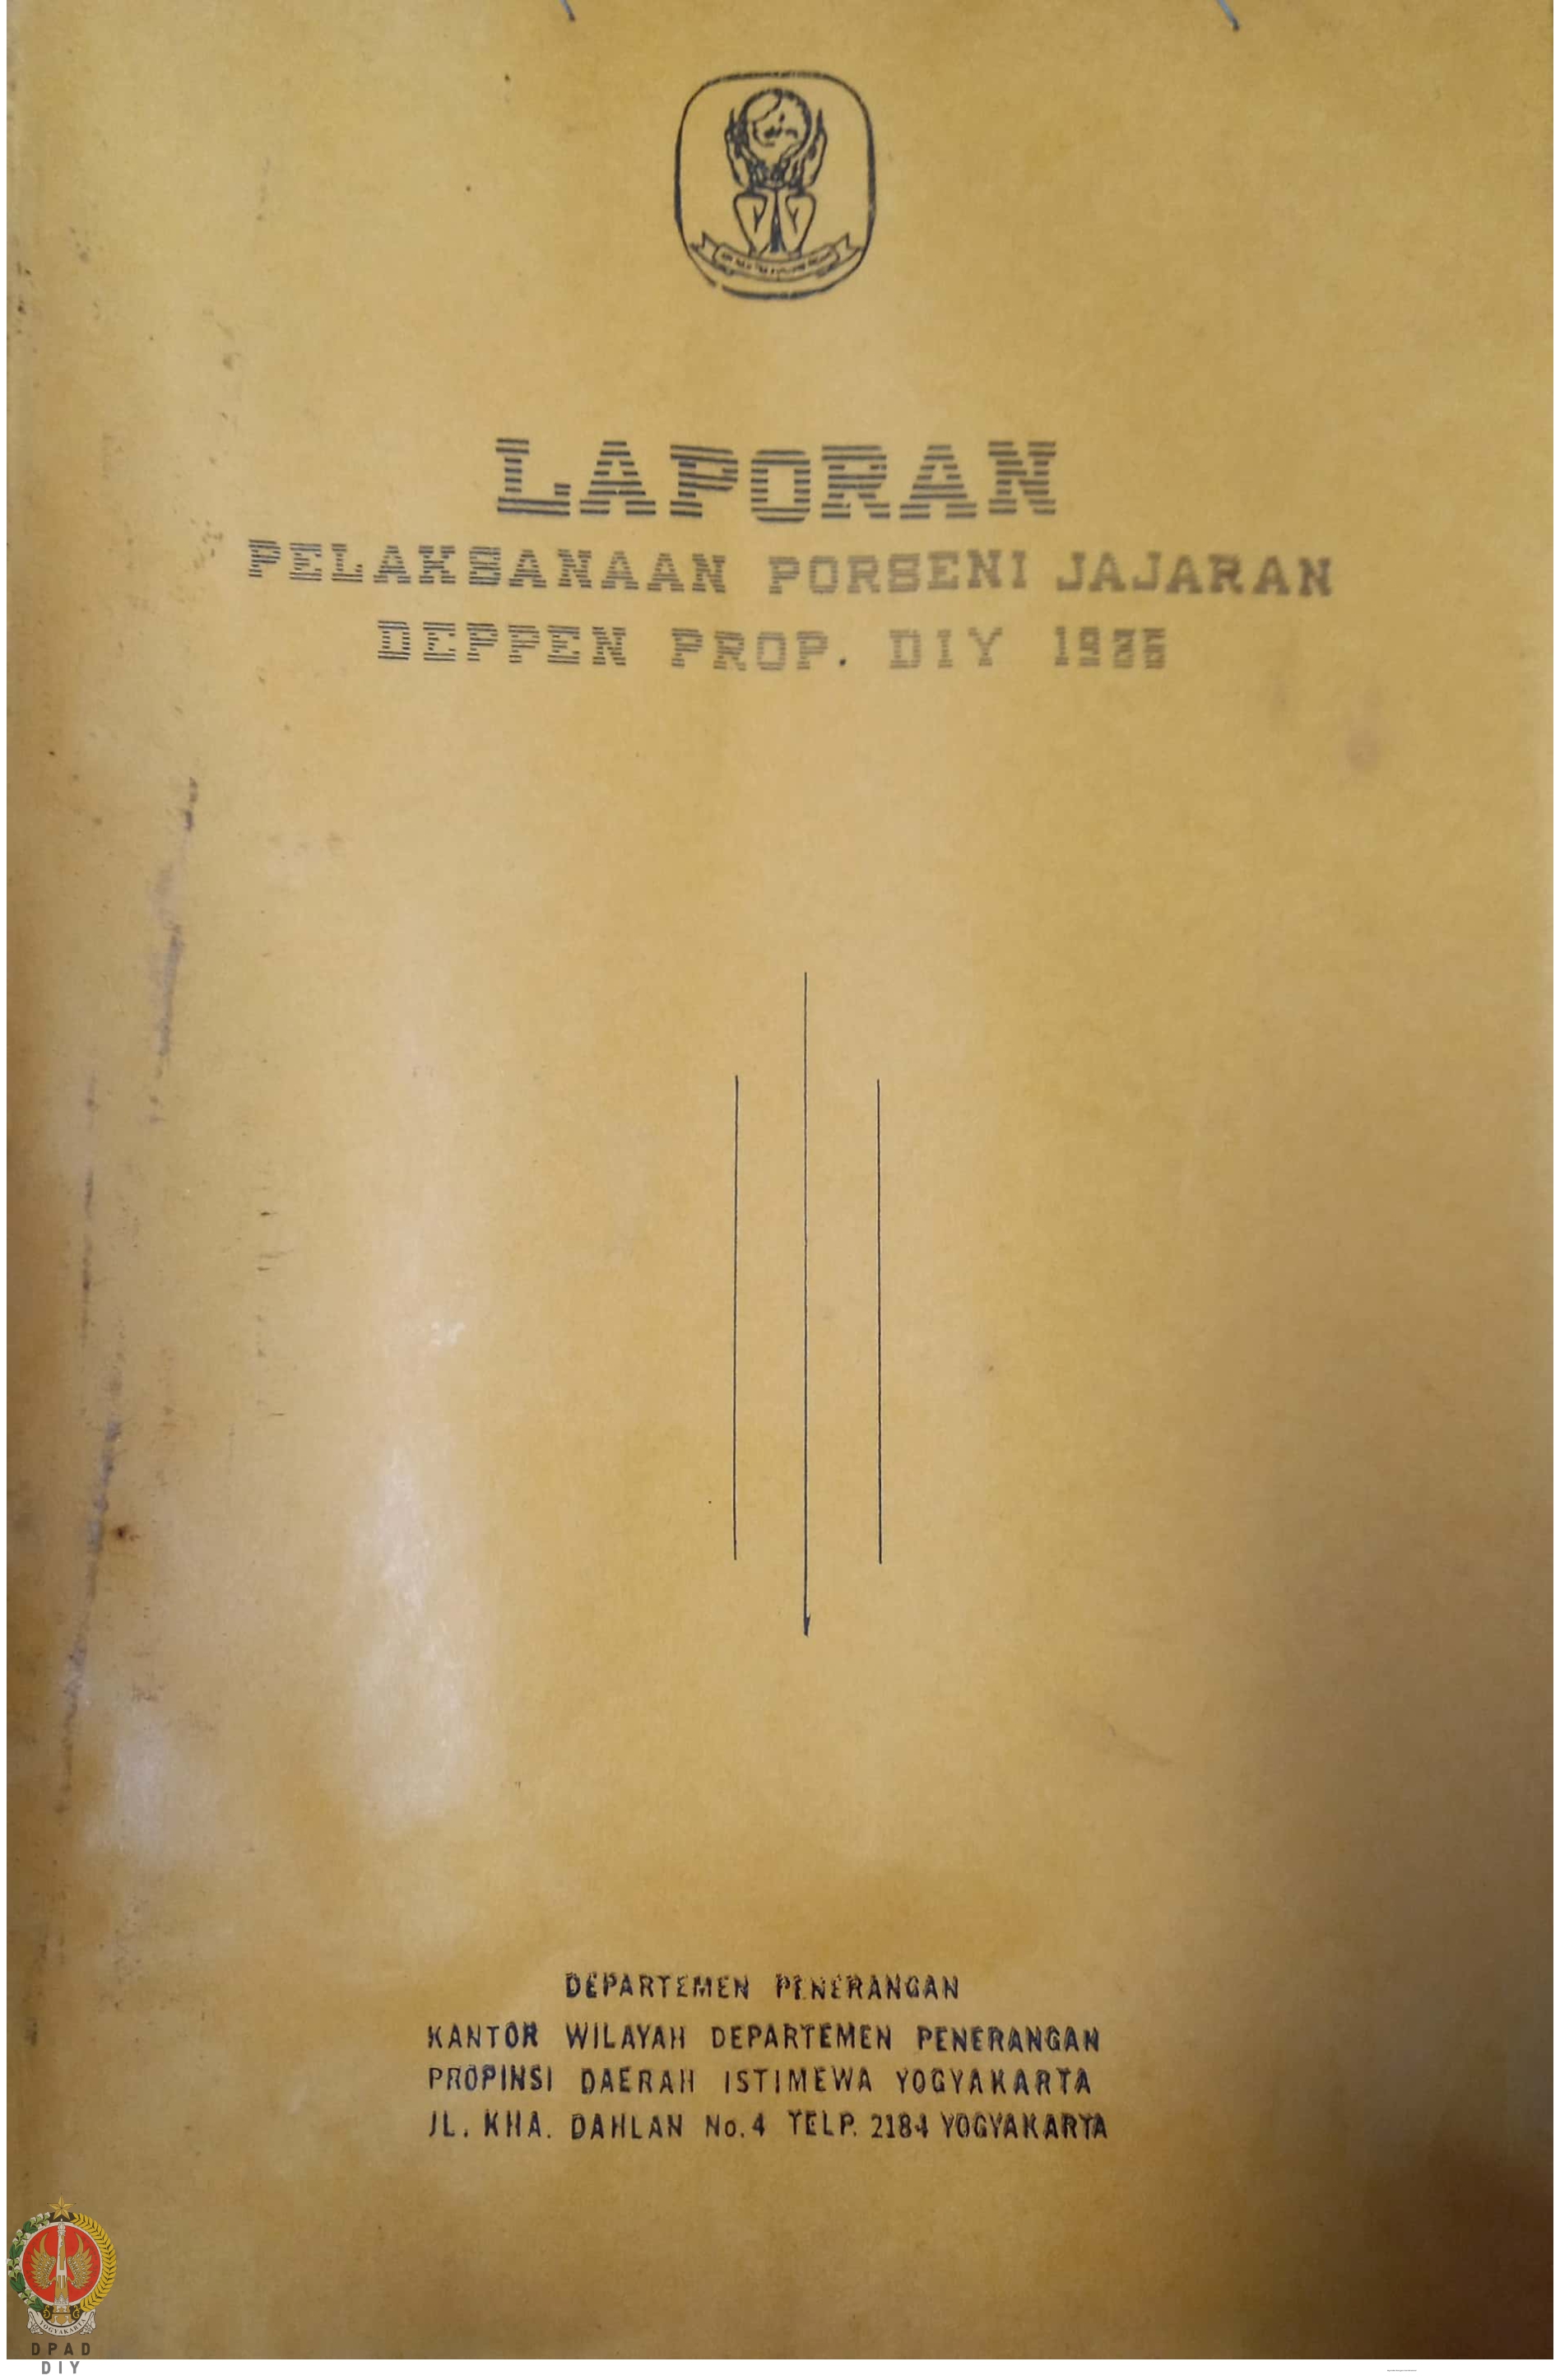 LAPORAN
PELAKSANAAN PORSENI JAJARAN
DEPPEN PROP. DIY
DEPARTEMEN PENERANGAN
KANTOR WILAYAH DEPARTEMEN PENERANGAN
PROPINSI DAERAH ISTIMEWA YOGYAKARTA
JL. KHA. DAHLAN No. 4 TELP. 2184 YOGYAKARTA
YOGYAKARTA
DPAD
DIY